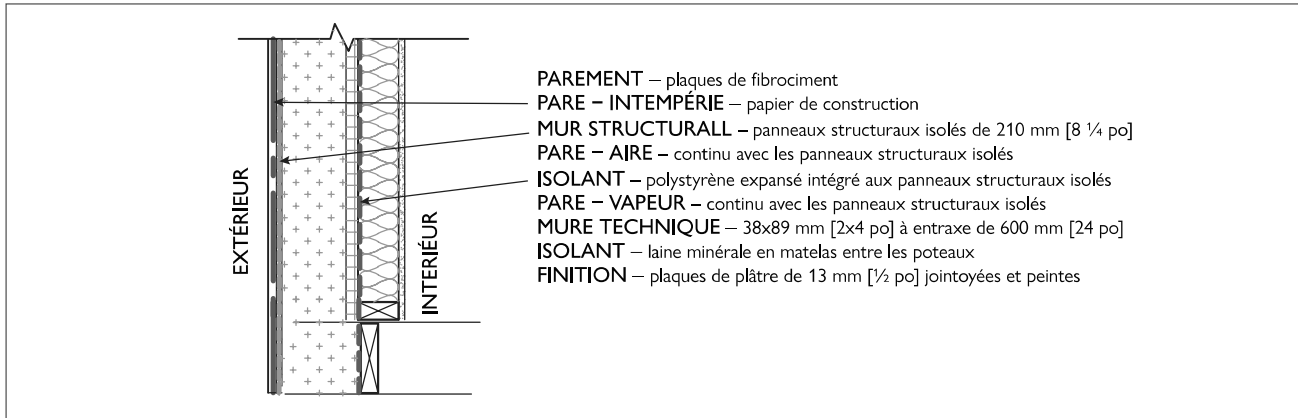 PAREMENT – plaques de fibrociment
PARE – INTEMPÉRIE – papier de construction
MUR STRUCTURALL – panneaux structuraux isolés de 210 mm [8 ¼ po]
PARE – AIRE – continu avec les panneaux structuraux isolés
ISOLANT – polystyrène expansé intégré aux panneaux structuraux isolés
PARE – VAPEUR – continu avec les panneaux structuraux isolés
MURE TECHNIQUE – 38x89 mm [2x4 po] à entraxe de 600 mm [24 po]
ISOLANT – laine minérale en matelas entre les poteaux
FINITION – plaques de plâtre de 13 mm [½ po] jointoyées et peintes
EXTÉRIEUR
INTERIÉUR